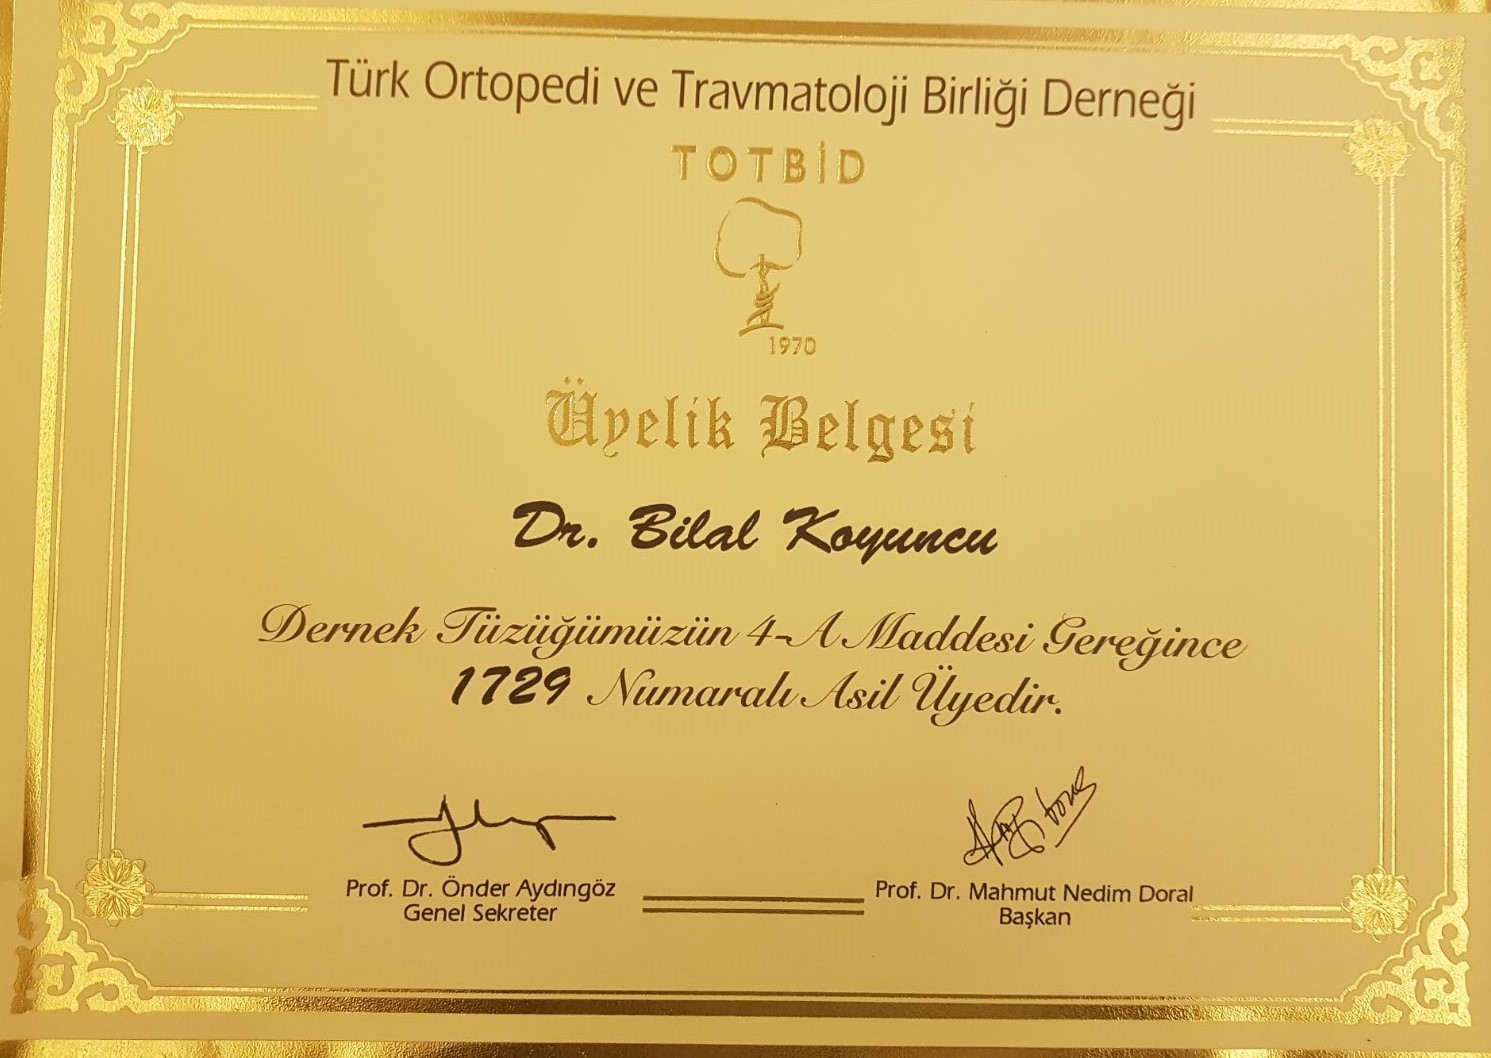 Türk Ortopedi ve Travmatoloji Birliği Derneği
TOTBİD
1970
Üyelik Belgesi
Dr. Bilal Koyuncu
Dernek Tüzüğümüzün 4-A Maddesi Gereğince
1729 Numaralı Asil Üyedir.
Prof. Dr. Önder Aydıngöz
Genel Sekreter
Prof. Dr. Mahmut Nedim Doral
Başkan